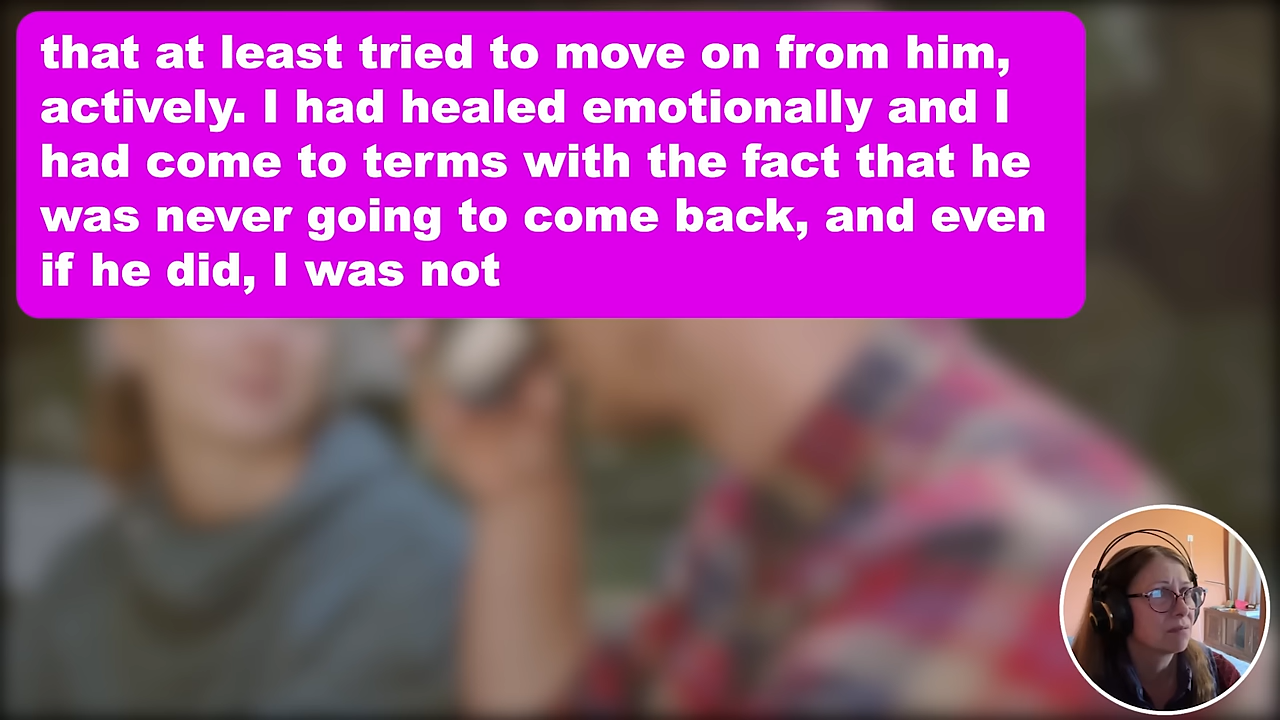 that at least tried to move on from him,
actively. I had healed emotionally and I
had come to terms with the fact that he
was never going to come back, and even
if he did, I was not